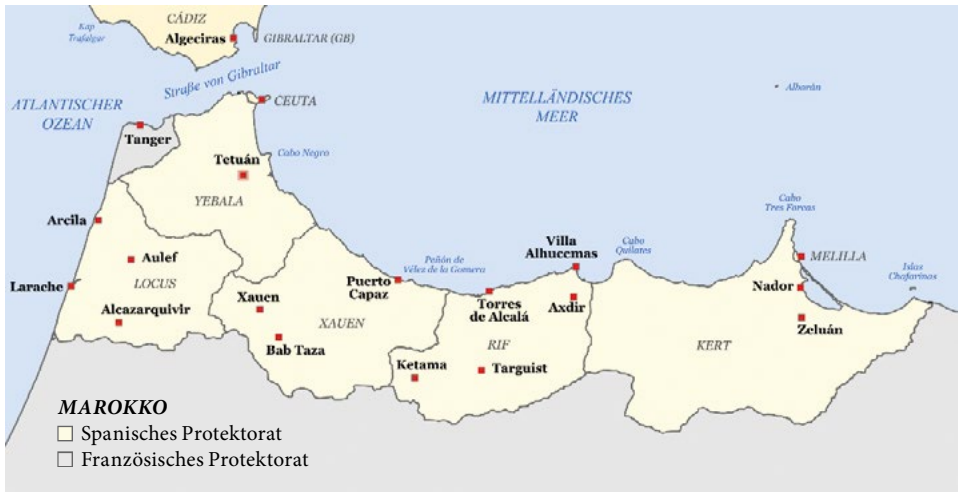 CÁDIZ
Kap
Trafalgar
Algeciras
GIBRALTAR (GB)
Straße von Gibraltar
ATLANTISCHER
OZEAN
CEUTA
MITTELLÄNDISCHES
MEER
Alborán
Tanger
Cabo Negro
Tetuán
YEBALA
Cabo
Tres Forcas
Arcila
Villa
Alhucemas
Cabo
Quilates
Aulef
MELILLA
Peñón de
Vélez de la Gomera
Islas
Chafarinas
Larache
LOCUS
Puerto
Capaz
Nador
Xauen
Torres
de Alcalá
Axdir
Alcazarquivir
XAUEN
Zeluán
Bab Taza
RIF
KERT
Ketama
Targuist
MAROKKO
Spanisches Protektorat
Französisches Protektorat